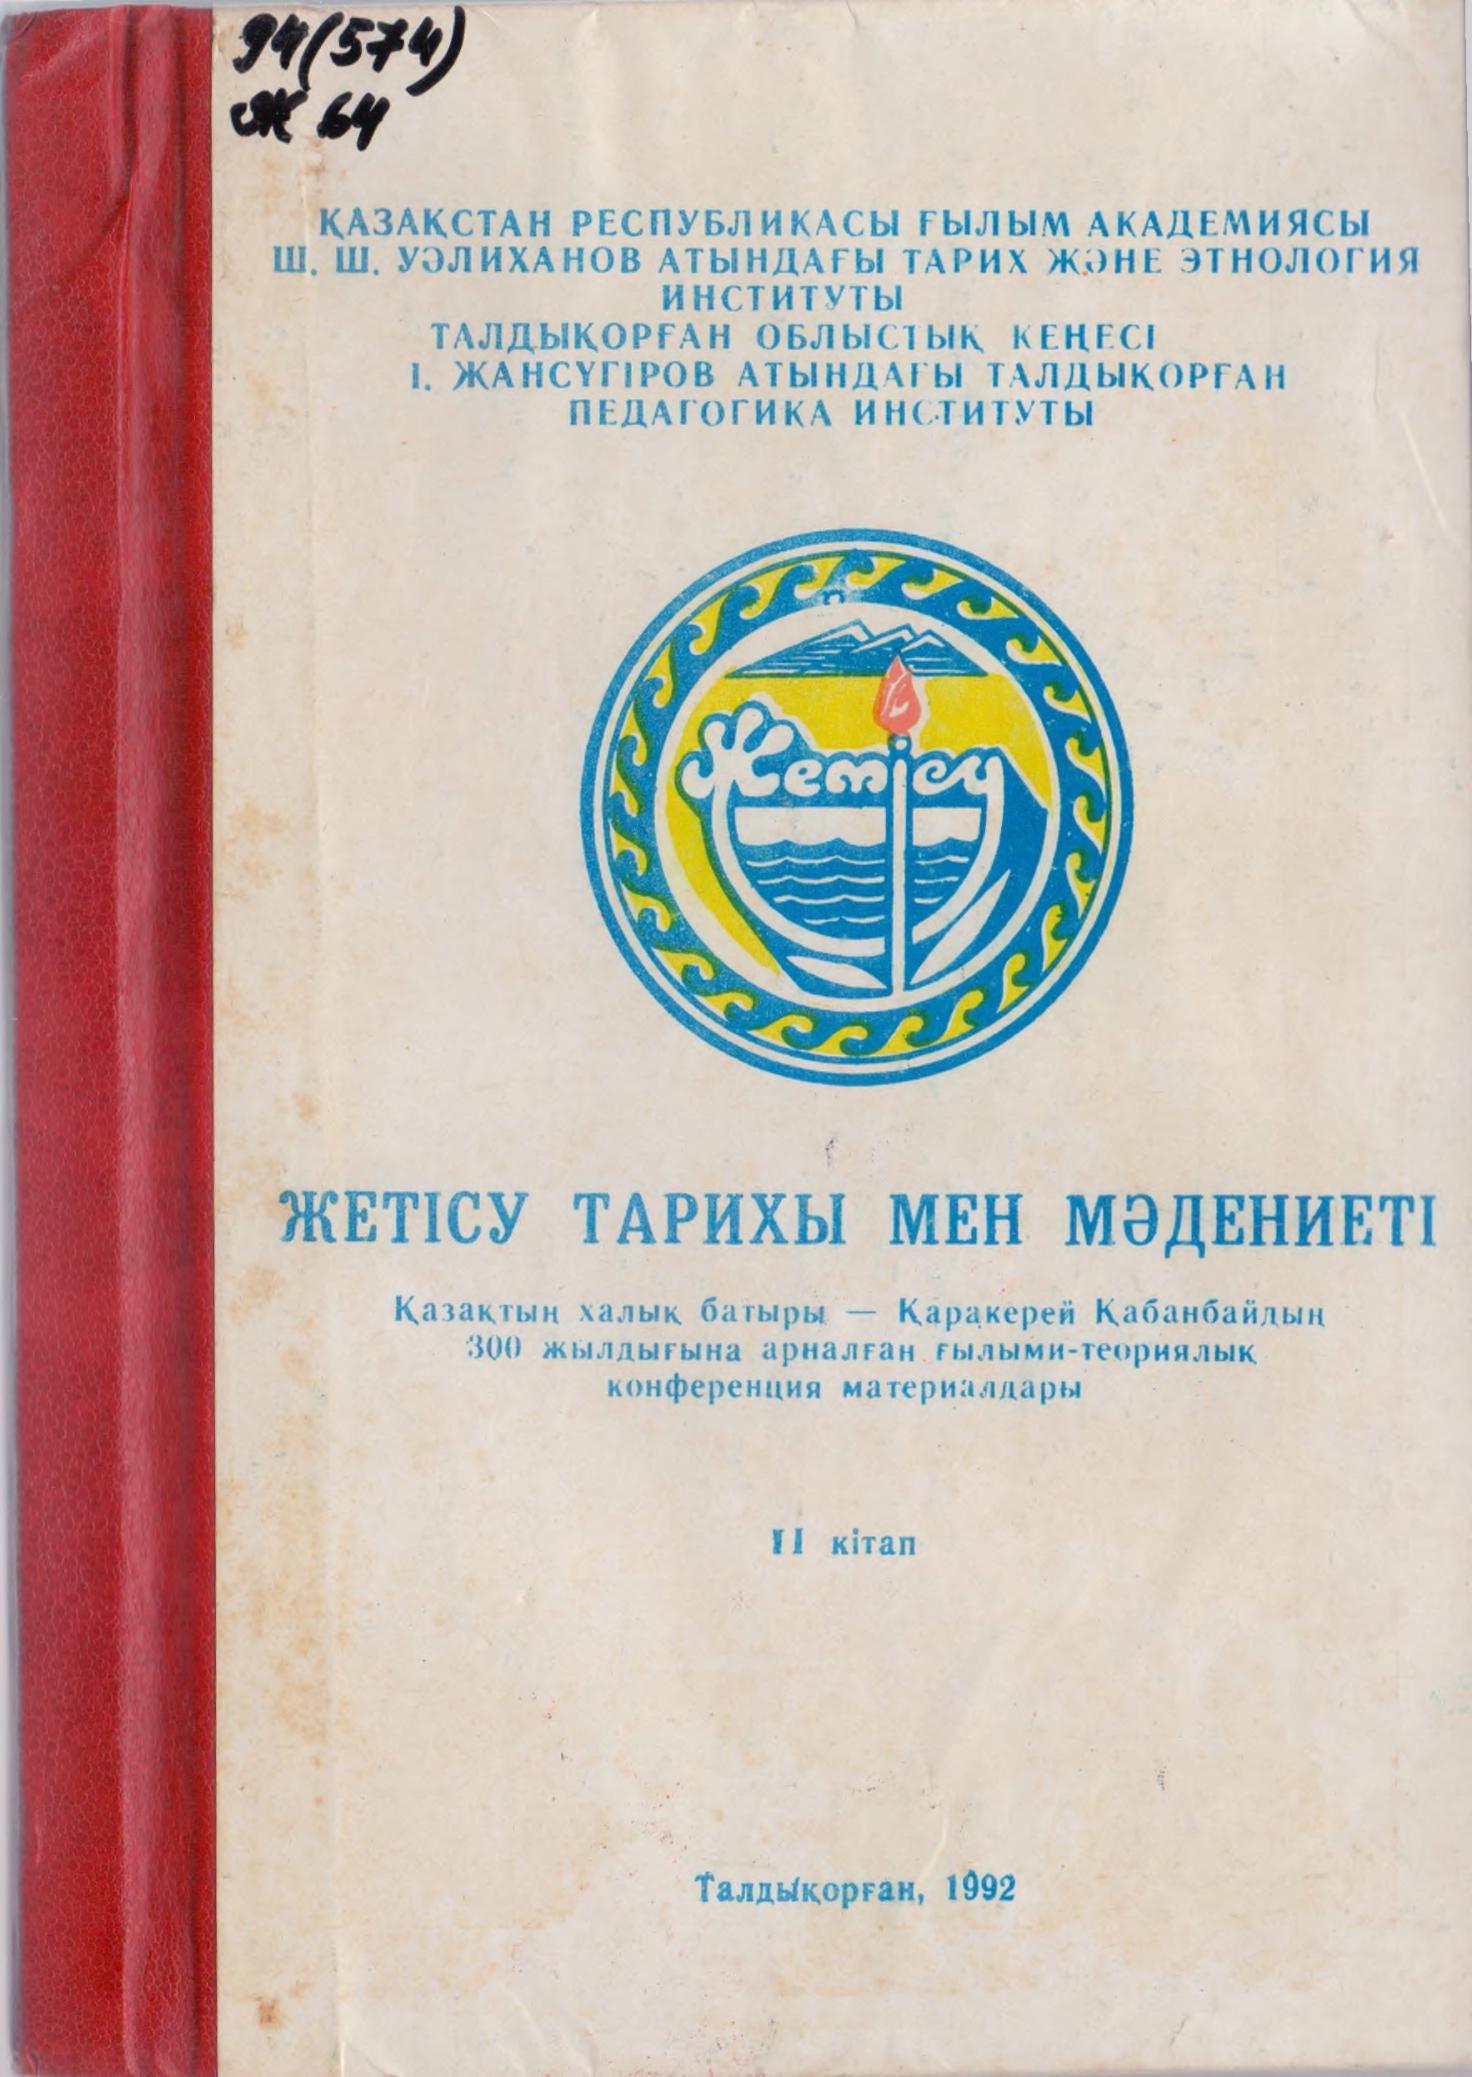 94(574)
Ж 64
ҚАЗАҚСТАН РЕСПУБЛИКАСЫ ҒЫЛЫМ АКАДЕМИЯСЫ
Ш. Ш. УӘЛИХАНОВ АТЫНДАҒЫ ТАРИХ ЖӘНЕ ЭТНОЛОГИЯ
ИНСТИТУТЫ
ТАЛДЫҚОРҒАН ОБЛЫСТЫҚ КЕҢЕСІ
І. ЖАНСҮГІРОВ АТЫНДАҒЫ ТАЛДЫҚОРҒАН
ПЕДАГОГИКА ИНСТИТУТЫ
Жетісу
ЖЕТІСУ ТАРИХЫ МЕН МӘДЕНИЕТІ
Қазақтың халық батыры — Қаракерей Қабанбайдың
300 жылдығына арналған ғылыми-теориялық
конференция материалдары
II кітап
Талдықорған, 1992